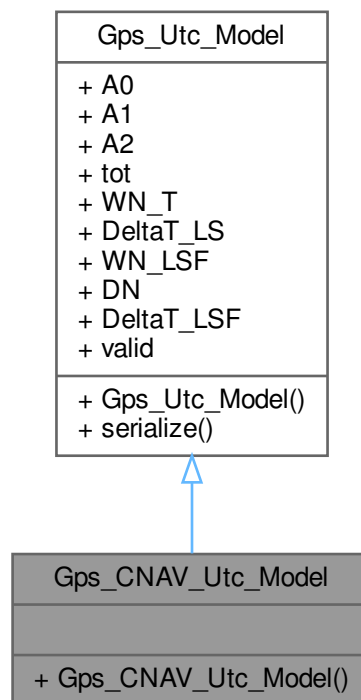 Gps_Utc_Model
+ A0
+ A1
+ A2
+ tot
+ WN_T
+ DeltaT_LS
+ WN_LSF
+ DN
+ DeltaT_LSF
+ valid
+ Gps_Utc_Model()
+ serialize()
Gps_CNAV_Utc_Model
+ Gps_CNAV_Utc_Model()